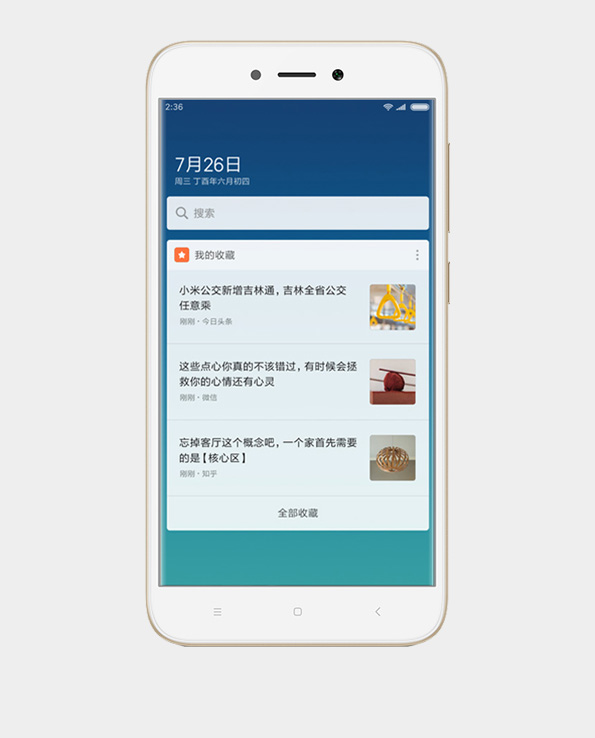 2:36
7月26日
周三 丁酉年六月初四
搜索
我的收藏
小米公交新增吉林通，吉林全省公交
任意乘
刚刚・今日头条
这些点心你真的不该错过，有时候会拯
救你的心情还有心灵
刚刚・微信
忘掉客厅这个概念吧，一个家首先需要
的是【核心区】
刚刚・知乎
全部收藏